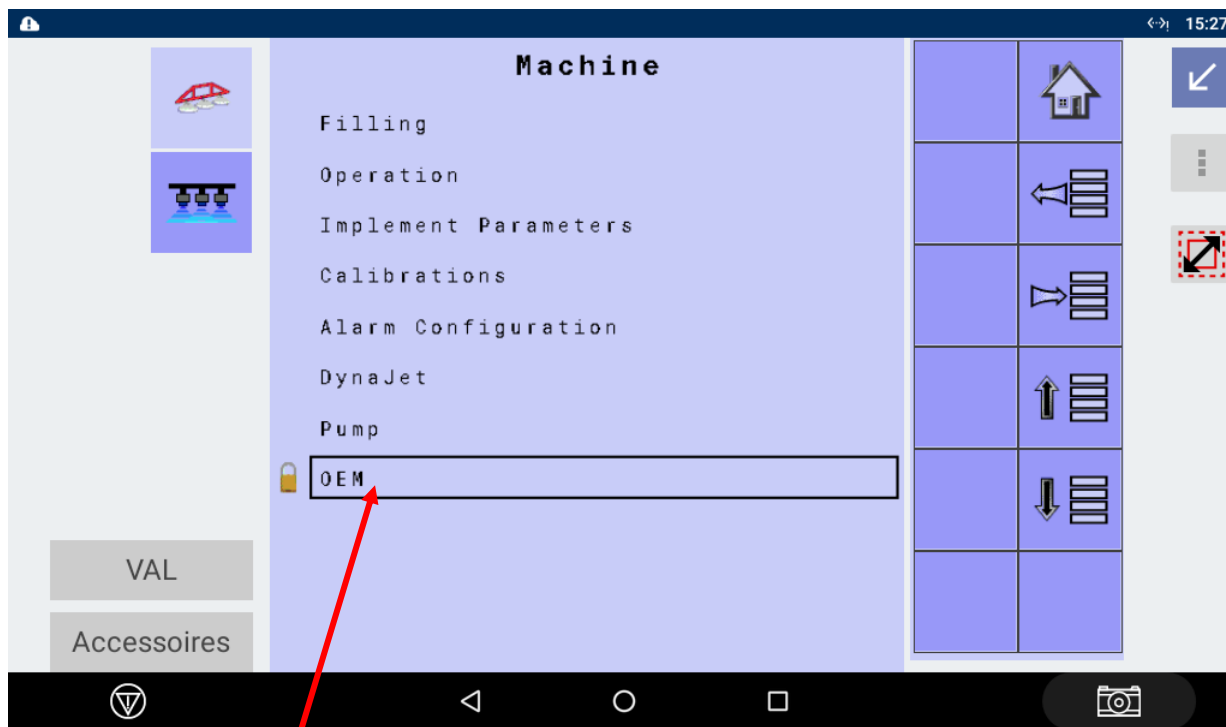 15:27
Machine
Filling
Operation
Implement Parameters
Calibrations
Alarm Configuration
DynaJet
Pump
OEM
VAL
Accessoires